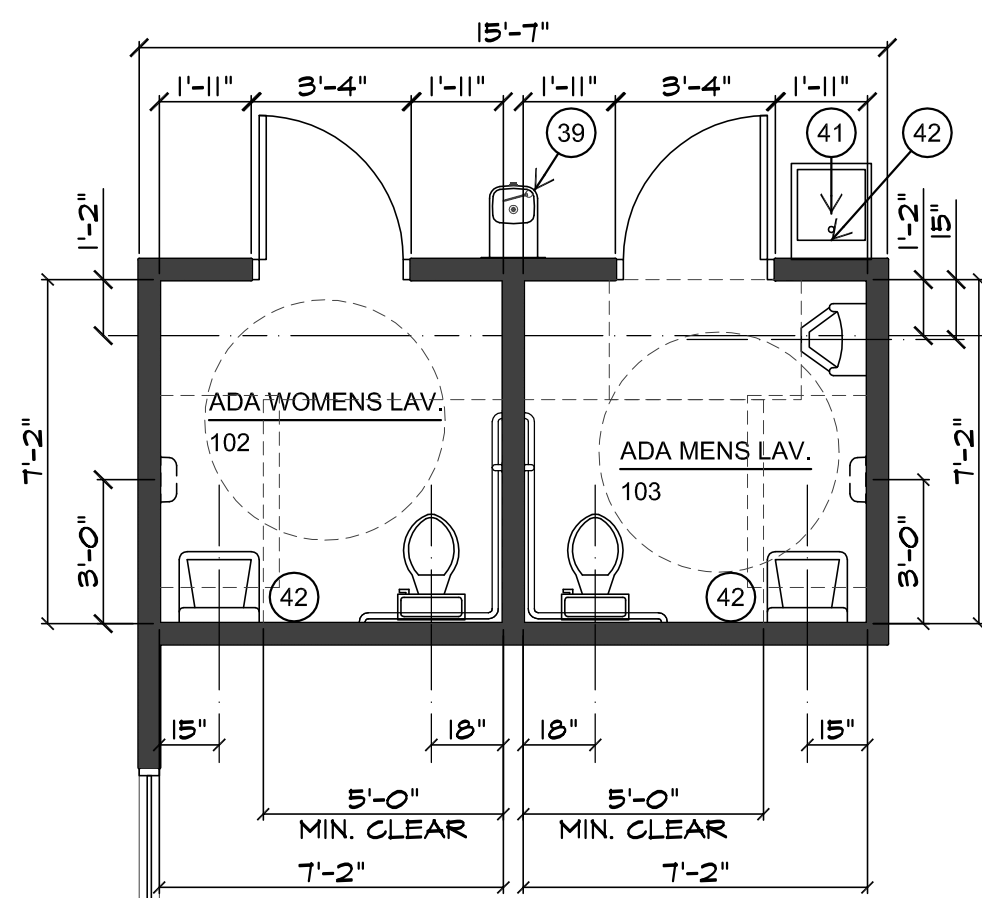 15'-7"
1'-11" 3'-4" 1'-11" 1'-11" 3'-4" 1'-11"
39 41 42
1'-2" 1'-2" 15"
ADA WOMENS LAV.
102
ADA MENS LAV.
103
7'-2" 7'-2"
3'-0" 3'-0"
42 42
15" 18" 18" 15"
5'-0" 5'-0"
MIN. CLEAR MIN. CLEAR
7'-2" 7'-2"